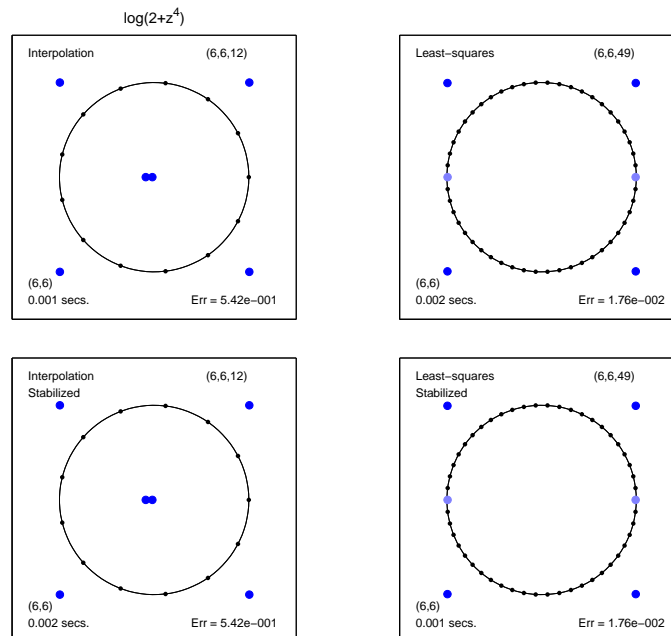 log(2+z^4)
Interpolation (6,6,12)
(6,6)
0.001 secs. Err = 5.42e−001
Least−squares (6,6,49)
(6,6)
0.002 secs. Err = 1.76e−002
Interpolation (6,6,12)
Stabilized
(6,6)
0.002 secs. Err = 5.42e−001
Least−squares (6,6,49)
Stabilized
(6,6)
0.001 secs. Err = 1.76e−002